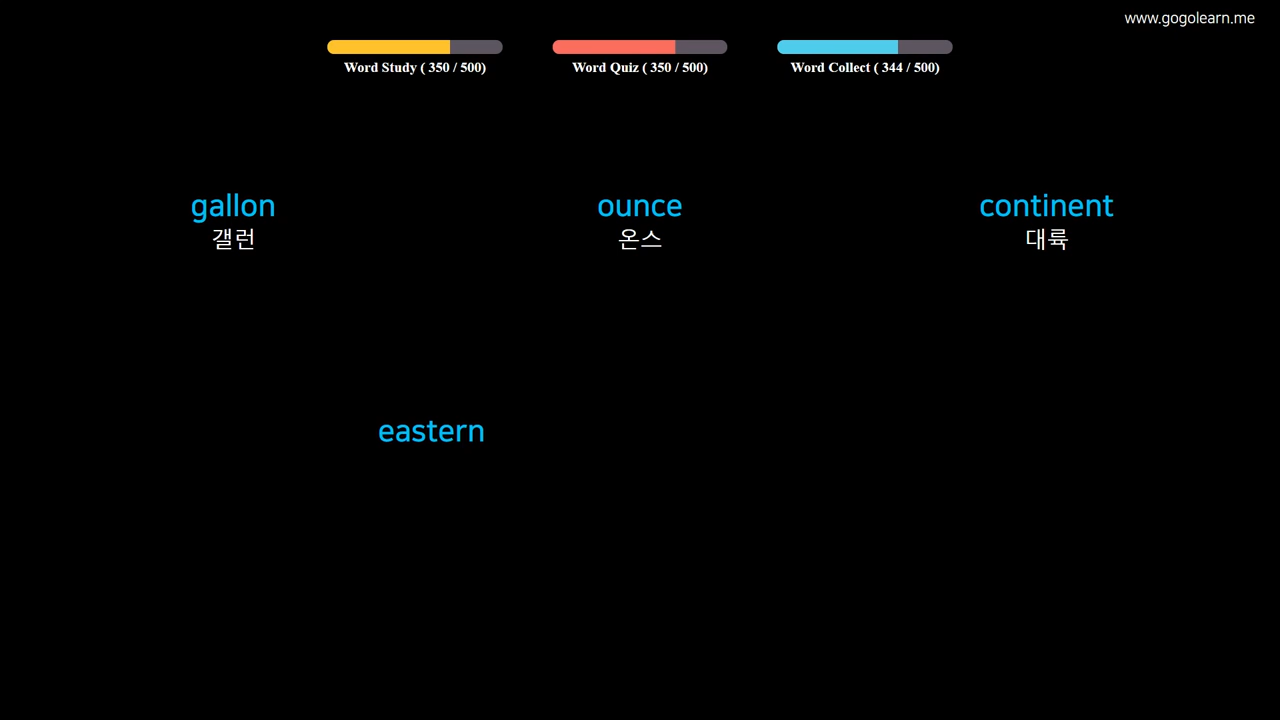 www.gogolearn.me
Word Study ( 350 / 500)
Word Quiz ( 350 / 500)
Word Collect ( 344 / 500)
gallon
갤런
ounce
온스
continent
대륙
eastern